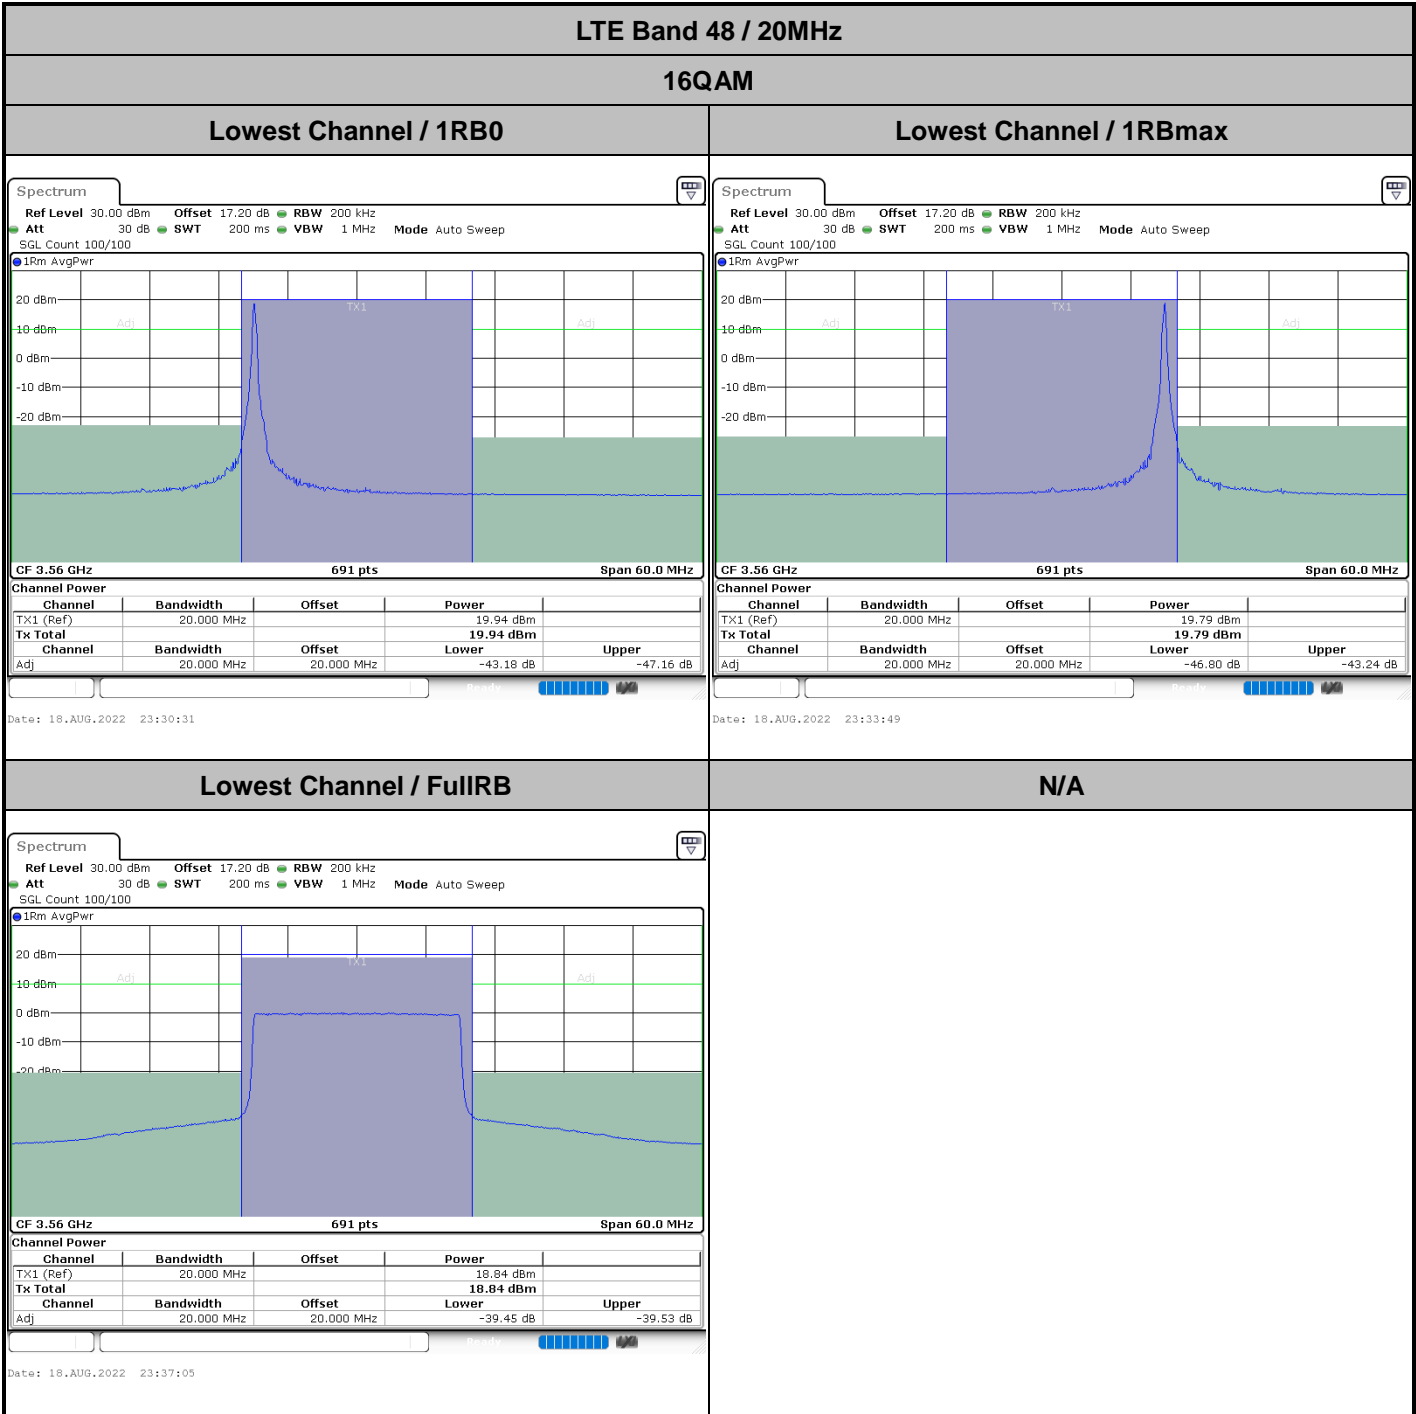 LTE Band 48 / 20MHz
16QAM
Lowest Channel / 1RB0
Lowest Channel / 1RBmax
Spectrum
Ref Level 30.00 dBm Offset 17.20 dB RBW 200 kHz
Att 30 dB SWT 200 ms VBW 1 MHz Mode Auto Sweep
SGL Count 100/100
1Rm AvgPwr
20 dBm
TX1
Adj
Adj
10 dBm
0 dBm
-10 dBm
-20 dBm
CF 3.56 GHz 691 pts Span 60.0 MHz
Channel Power
Channel Bandwidth Offset Power
TX1 (Ref) 20.000 MHz 19.94 dBm
Tx Total 19.94 dBm
Channel Bandwidth Offset Lower Upper
Adj 20.000 MHz 20.000 MHz -43.18 dB -47.16 dB
Ready
Date: 18.AUG.2022 23:30:31
Spectrum
Ref Level 30.00 dBm Offset 17.20 dB RBW 200 kHz
Att 30 dB SWT 200 ms VBW 1 MHz Mode Auto Sweep
SGL Count 100/100
1Rm AvgPwr
20 dBm
TX1
Adj
Adj
10 dBm
0 dBm
-10 dBm
-20 dBm
CF 3.56 GHz 691 pts Span 60.0 MHz
Channel Power
Channel Bandwidth Offset Power
TX1 (Ref) 20.000 MHz 19.79 dBm
Tx Total 19.79 dBm
Channel Bandwidth Offset Lower Upper
Adj 20.000 MHz 20.000 MHz -46.80 dB -43.24 dB
Ready
Date: 18.AUG.2022 23:33:49
Lowest Channel / FullRB
N/A
Spectrum
Ref Level 30.00 dBm Offset 17.20 dB RBW 200 kHz
Att 30 dB SWT 200 ms VBW 1 MHz Mode Auto Sweep
SGL Count 100/100
1Rm AvgPwr
20 dBm
TX1
Adj
Adj
10 dBm
0 dBm
-10 dBm
-20 dBm
CF 3.56 GHz 691 pts Span 60.0 MHz
Channel Power
Channel Bandwidth Offset Power
TX1 (Ref) 20.000 MHz 18.84 dBm
Tx Total 18.84 dBm
Channel Bandwidth Offset Lower Upper
Adj 20.000 MHz 20.000 MHz -39.45 dB -39.53 dB
Ready
Date: 18.AUG.2022 23:37:05